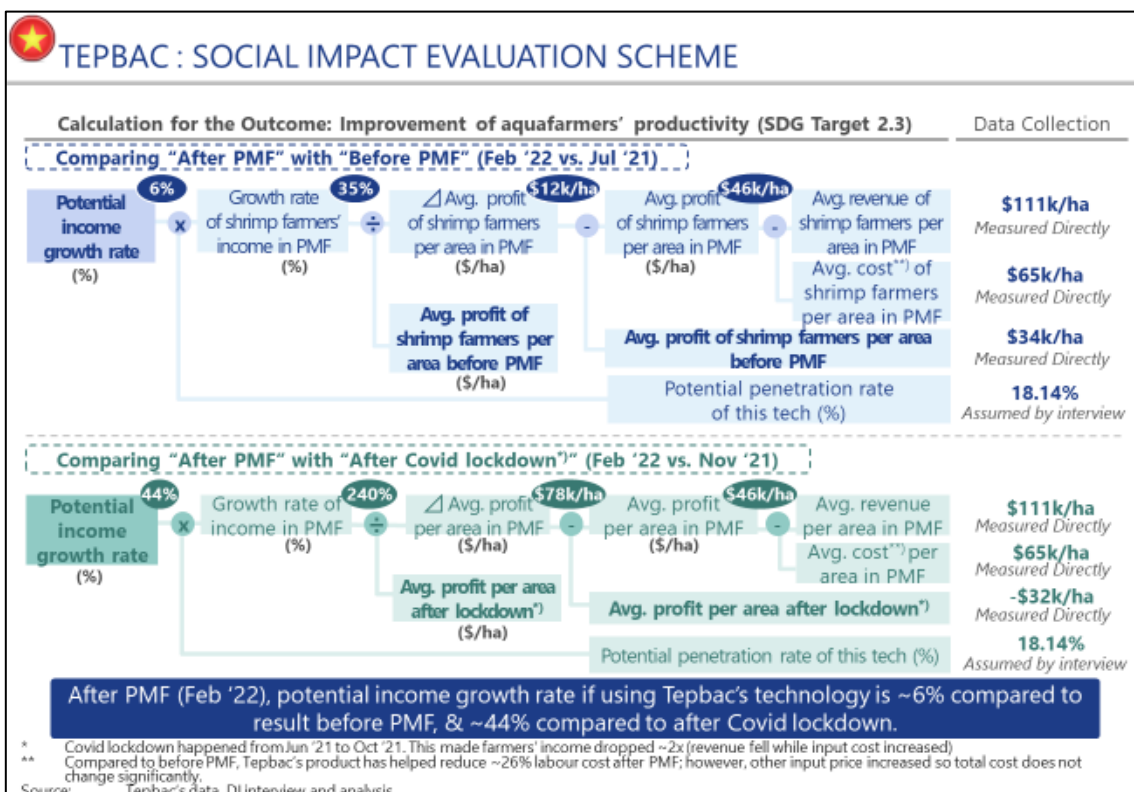 TEPBAC : SOCIAL IMPACT EVALUATION SCHEME
Calculation for the Outcome: Improvement of aquafarmers' productivity (SDG Target 2.3)
Data Collection
Comparing "After PMF" with "Before PMF" (Feb '22 vs. Jul '21)
6%
35%
$12k/ha
$46k/ha
Potential
income
growth rate
(%)
x
Growth rate
of shrimp farmers'
income in PMF
(%)
÷
⊿ Avg. profit
of shrimp farmers
per area in PMF
($/ha)
-
Avg. profit
of shrimp farmers
per area in PMF
($/ha)
-
Avg. revenue of
shrimp farmers per
area in PMF
$111k/ha
Measured Directly
Avg. cost**) of
shrimp farmers
per area in PMF
$65k/ha
Measured Directly
Avg. profit of
shrimp farmers per
area before PMF
($/ha)
Avg. profit of shrimp farmers per area
before PMF
$34k/ha
Measured Directly
Potential penetration rate
of this tech (%)
18.14%
Assumed by interview
Comparing "After PMF" with "After Covid lockdown*)" (Feb '22 vs. Nov '21)
44%
240%
$78k/ha
$46k/ha
Potential
income
growth rate
(%)
x
Growth rate of
income in PMF
(%)
÷
⊿ Avg. profit
per area in PMF
($/ha)
-
Avg. profit
per area in PMF
($/ha)
-
Avg. revenue
per area in PMF
$111k/ha
Measured Directly
Avg. cost**) per
area in PMF
$65k/ha
Measured Directly
Avg. profit per area
after lockdown*)
($/ha)
Avg. profit per area after lockdown*)
-$32k/ha
Measured Directly
Potential penetration rate of this tech (%)
18.14%
Assumed by interview
After PMF (Feb '22), potential income growth rate if using Tepbac's technology is ~6% compared to
result before PMF, & ~44% compared to after Covid lockdown.
* Covid lockdown happened from Jun '21 to Oct '21. This made farmers' income dropped ~2x (revenue fell while input cost increased)
** Compared to before PMF, Tepbac's product has helped reduce ~26% labour cost after PMF; however, other input price increased so total cost does not
change significantly.
Source: Tepbac's data, DI interview and analysis